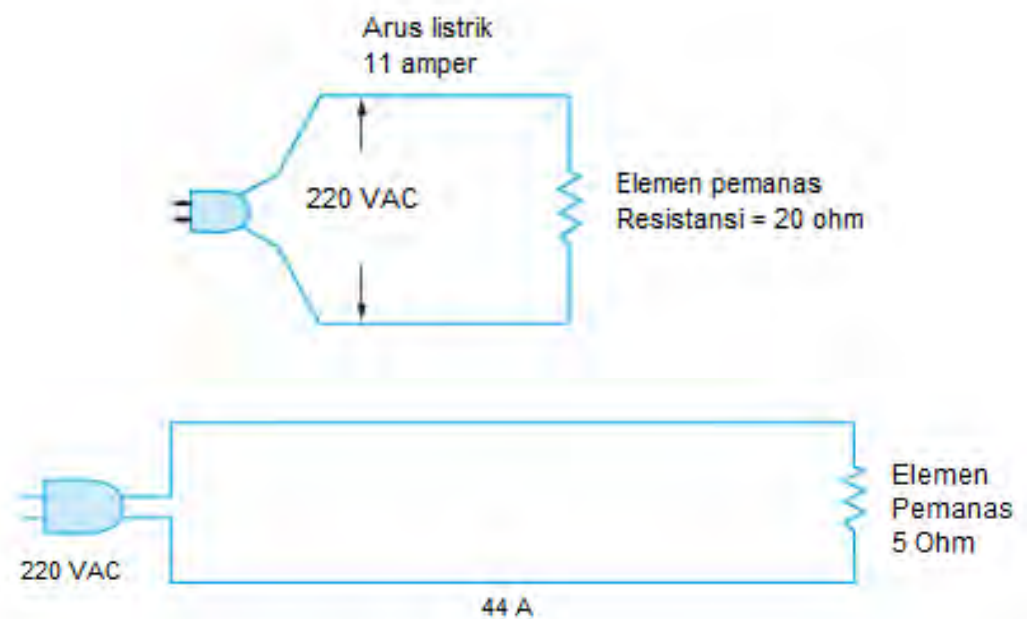 Arus listrik
11 amper
220 VAC
Elemen pemanas
Resistansi = 20 ohm
Elemen
Pemanas
5 Ohm
220 VAC
44 A